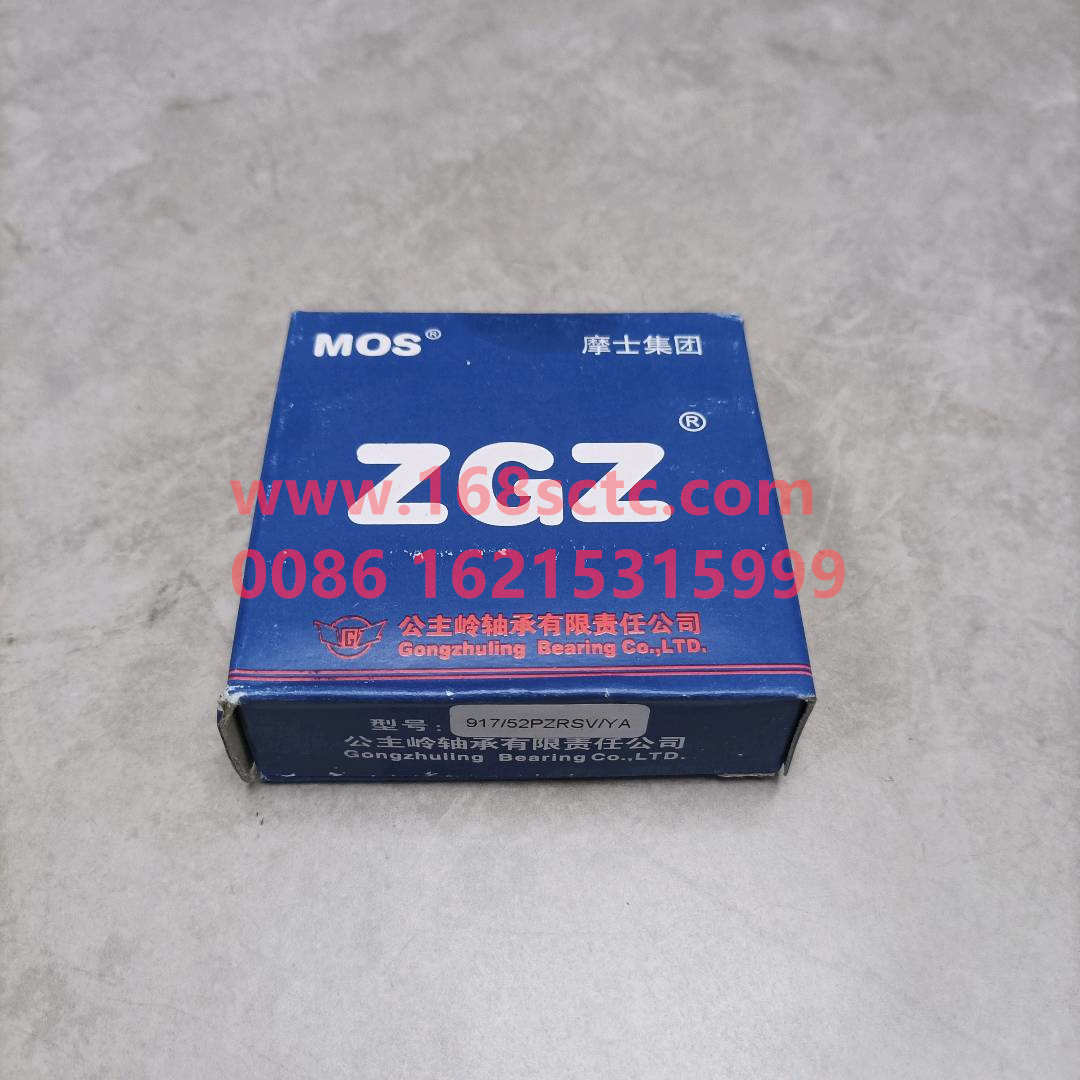 MOS®
摩士集团
ZGZ®
www.168sctc.com
0086 16215315999
公主岭轴承有限责任公司
Gongzhuling Bearing Co.,LTD.
型号: 917/52PZRSV/YA
公主岭轴承有限责任公司
Gongzhuling Bearing Co.,LTD.